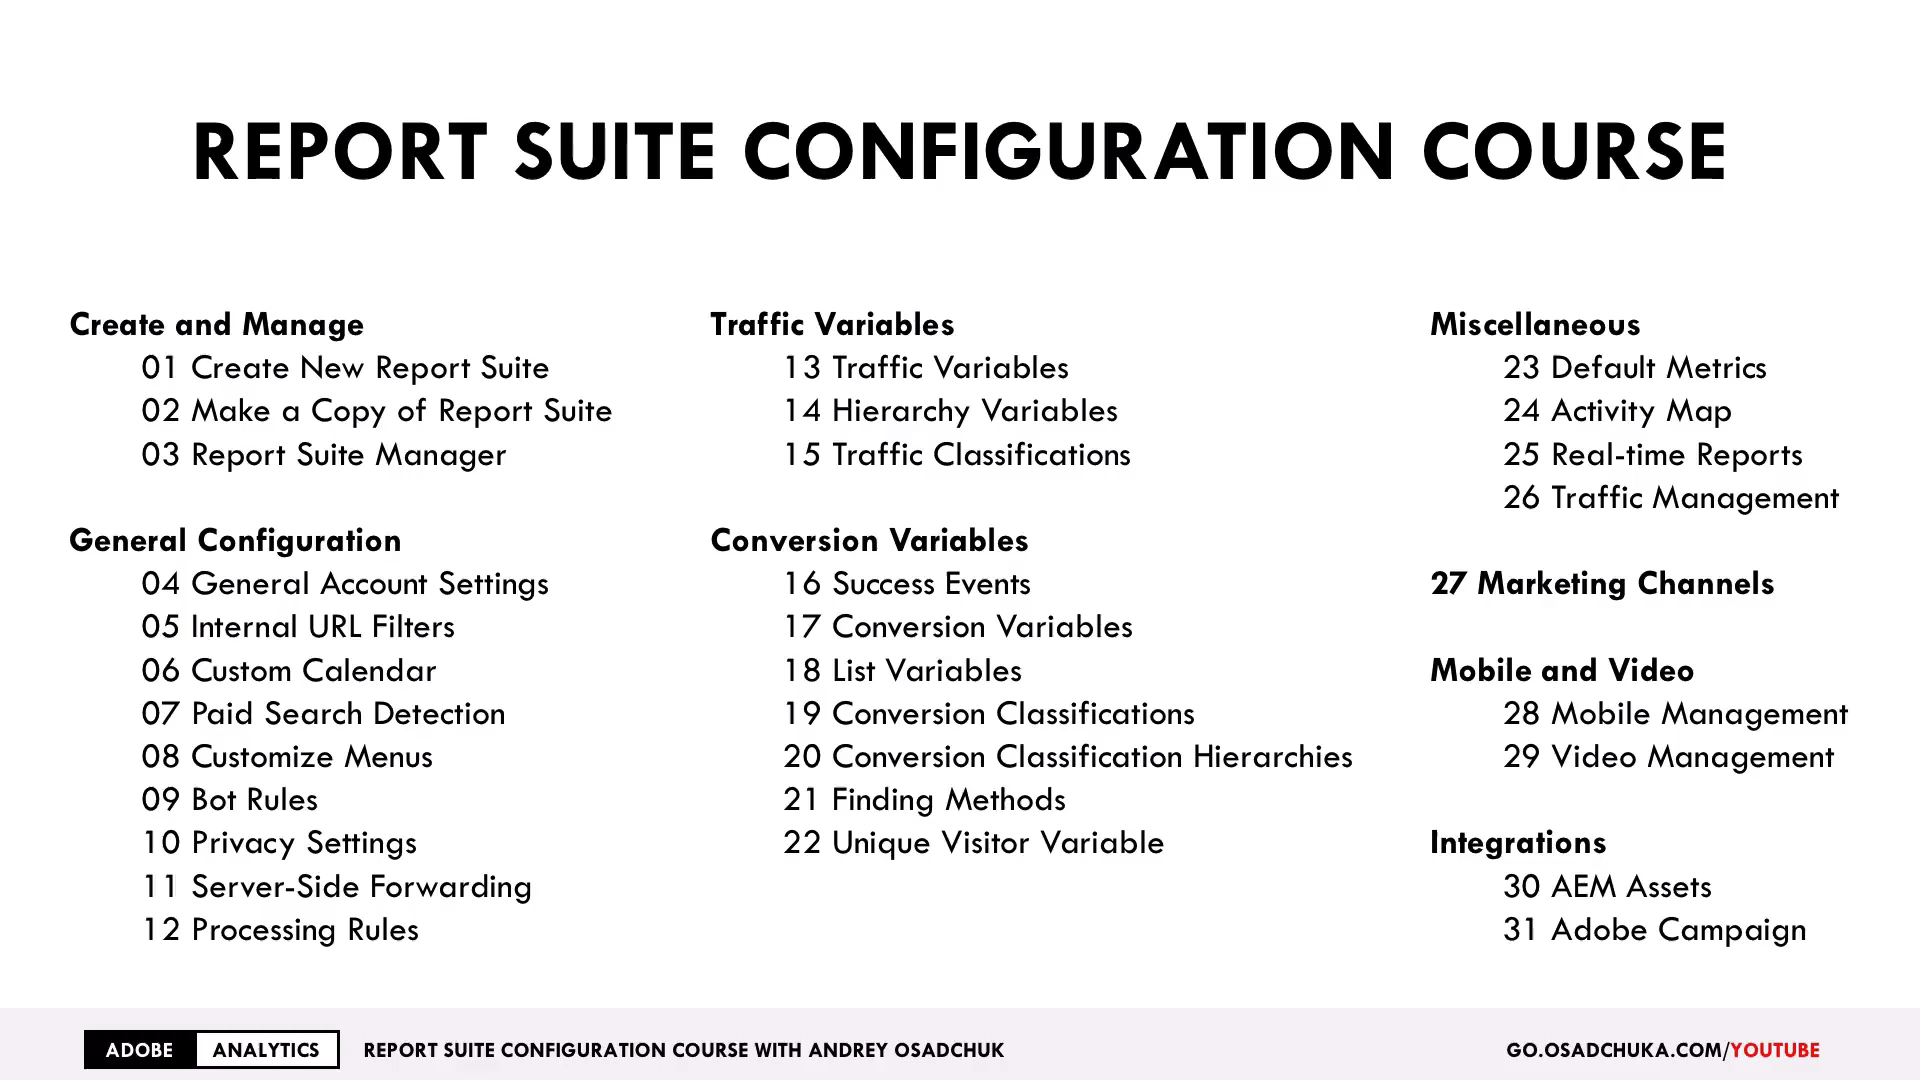 REPORT SUITE CONFIGURATION COURSE
Create and Manage
01 Create New Report Suite
02 Make a Copy of Report Suite
03 Report Suite Manager
General Configuration
04 General Account Settings
05 Internal URL Filters
06 Custom Calendar
07 Paid Search Detection
08 Customize Menus
09 Bot Rules
10 Privacy Settings
11 Server-Side Forwarding
12 Processing Rules
Traffic Variables
13 Traffic Variables
14 Hierarchy Variables
15 Traffic Classifications
Conversion Variables
16 Success Events
17 Conversion Variables
18 List Variables
19 Conversion Classifications
20 Conversion Classification Hierarchies
21 Finding Methods
22 Unique Visitor Variable
Miscellaneous
23 Default Metrics
24 Activity Map
25 Real-time Reports
26 Traffic Management
27 Marketing Channels
Mobile and Video
28 Mobile Management
29 Video Management
Integrations
30 AEM Assets
31 Adobe Campaign
ADOBE ANALYTICS REPORT SUITE CONFIGURATION COURSE WITH ANDREY OSADCHUK GO.OSADCHUKA.COM/YOUTUBE